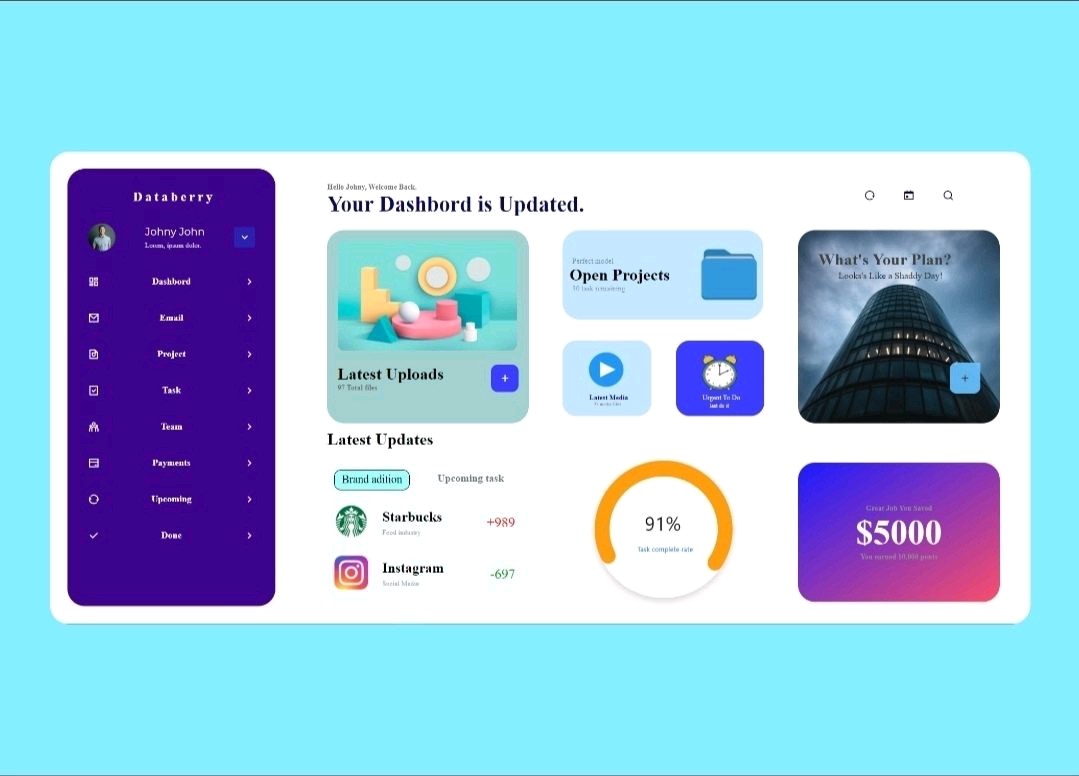 Databerry
Johny John
Lorem, ipsum dolor.
Dashbord
Email
Project
Task
Team
Payments
Upcoming
Done
Hello Johny, Welcome Back.
Your Dashbord is Updated.
Latest Uploads
97 Total files
+
Perfect model
Open Projects
10 task remaining
Latest Media
Urgent To Do
What's Your Plan?
Looks's Like a Shaddy Day!
+
Latest Updates
Brand adition
Upcoming task
Starbucks
Food industry
+989
Instagram
Social Media
-697
91%
Task complete rate
Great Job You Saved
$5000
You earned 10,000 points